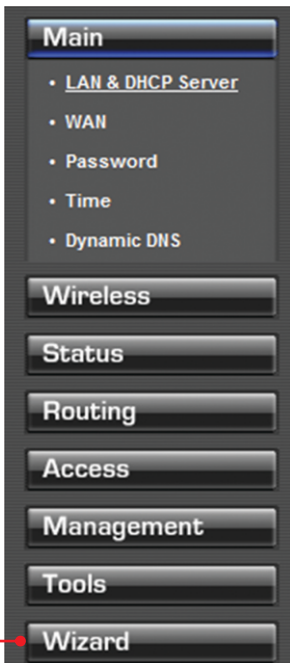 Main
• LAN & DHCP Server
• WAN
• Password
• Time
• Dynamic DNS
Wireless
Status
Routing
Access
Management
Tools
Wizard